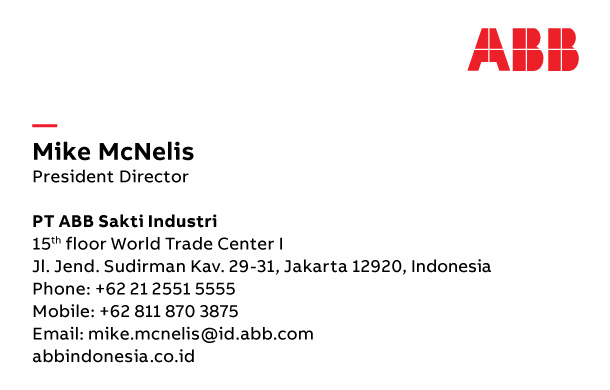 ABB
Mike McNelis
President Director
PT ABB Sakti Industri
15th floor World Trade Center I
Jl. Jend. Sudirman Kav. 29-31, Jakarta 12920, Indonesia
Phone: +62 21 2551 5555
Mobile: +62 811 870 3875
Email: mike.mcnelis@id.abb.com
abbindonesia.co.id